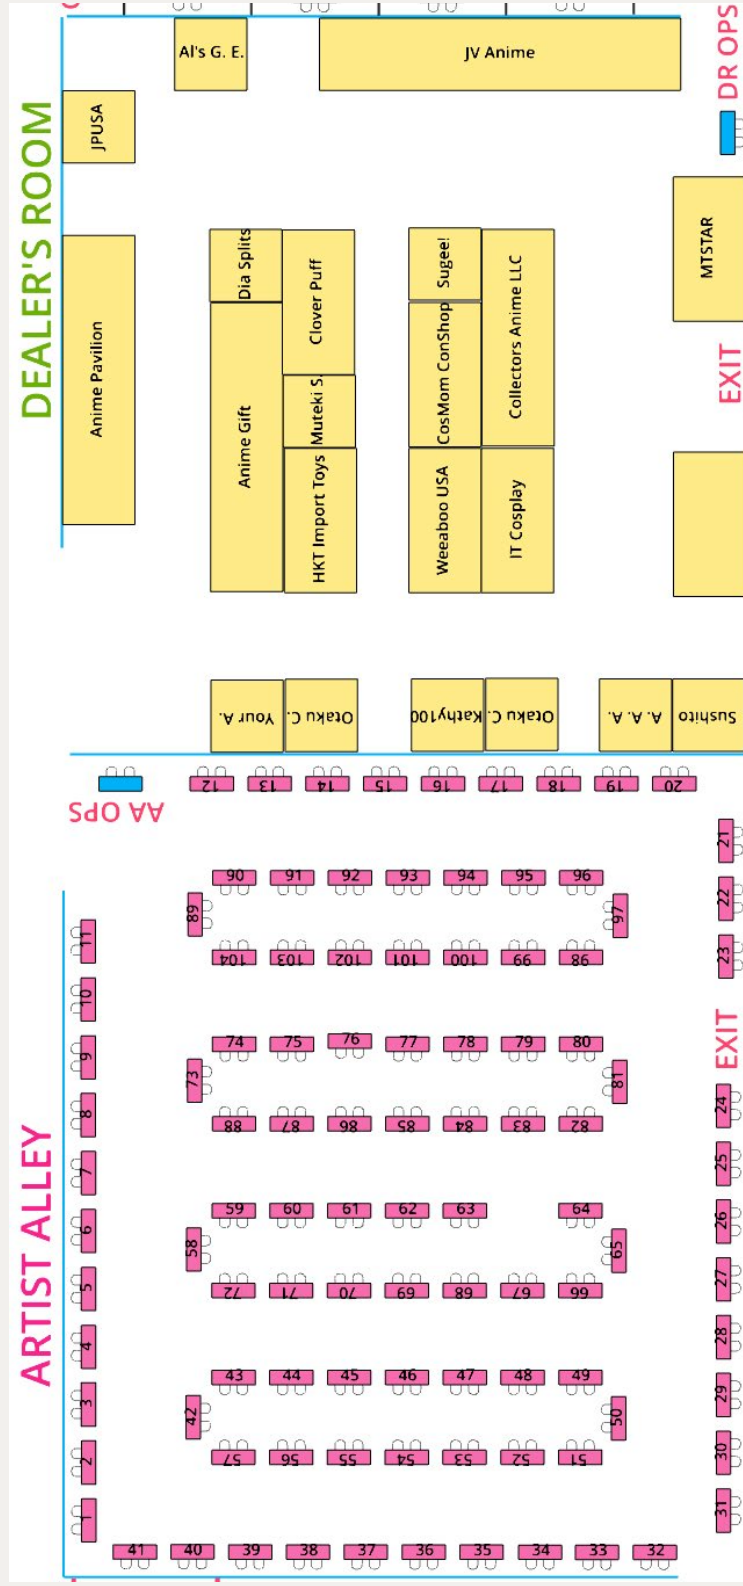 DR OPS
Al's G. E.
JV Anime
JPUSA
DEALER'S ROOM
MTSTAR
Dia Splits
Clover Puff
Sugee!
Collectors Anime LLC
Anime Pavilion
Anime Gift
Muteki S.
CosMom ConShop
EXIT
HKT Import Toys
Weeaboo USA
IT Cosplay
Your A.
Otaku C.
Kathy100
Otaku C.
A. A. A.
Sushito
AA OPS
12 13 14 15 16 17 18 19 20
21
22
23
90 91 92 93 94 95 96
89
97
104 103 102 101 100 99 98
11
10
9
8
7
6
5
4
3
2
1
EXIT
74 75 76 77 78 79 80
73
81
88 87 86 85 84 83 82
24
25
26
27
28
29
30
31
ARTIST ALLEY
59 60 61 62 63 64
58
65
72 71 70 69 68 67 66
43 44 45 46 47 48 49
42
50
57 56 55 54 53 52 51
41 40 39 38 37 36 35 34 33 32